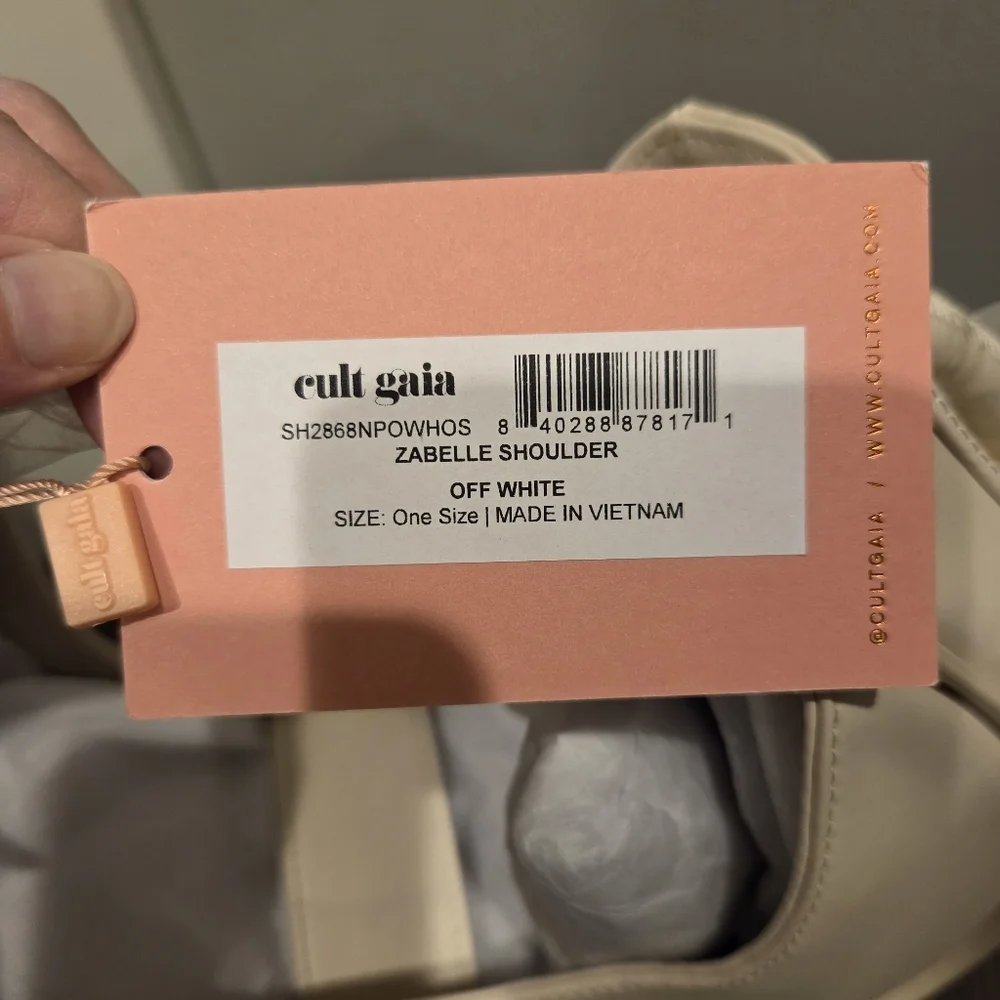 cult gaia
SH2868NPOWHOS
8 40288 87817 1
ZABELLE SHOULDER
OFF WHITE
SIZE: One Size | MADE IN VIETNAM
@CULTGAIA / WWW.CULTGAIA.COM
cult gaia